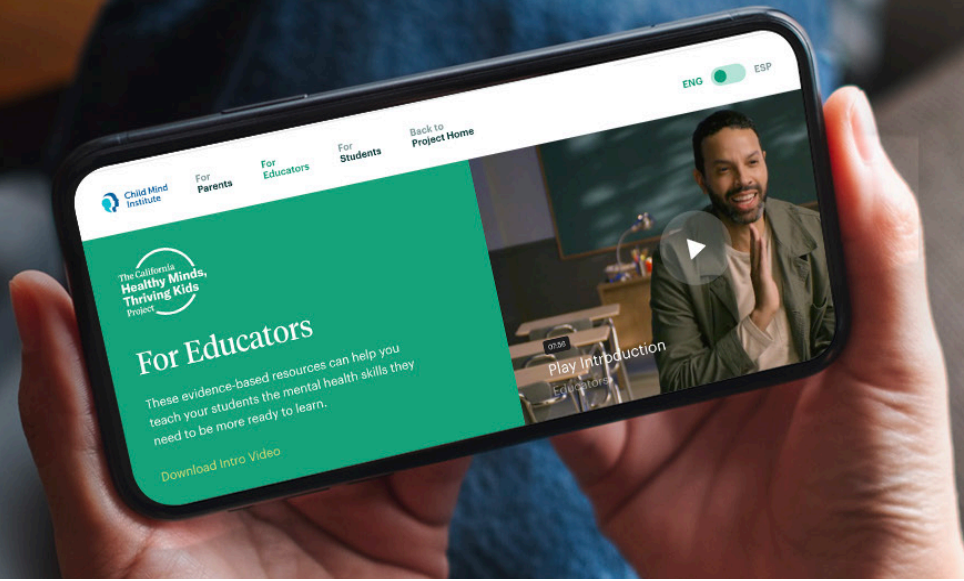 Child Mind
Institute
For
Parents
For
Educators
For
Students
Back to
Project Home
ENG
ESP
The California
Healthy Minds,
Thriving Kids
Project
For Educators
These evidence-based resources can help you
teach your students the mental health skills they
need to be more ready to learn.
Download Intro Video
Play Introduction
Educators